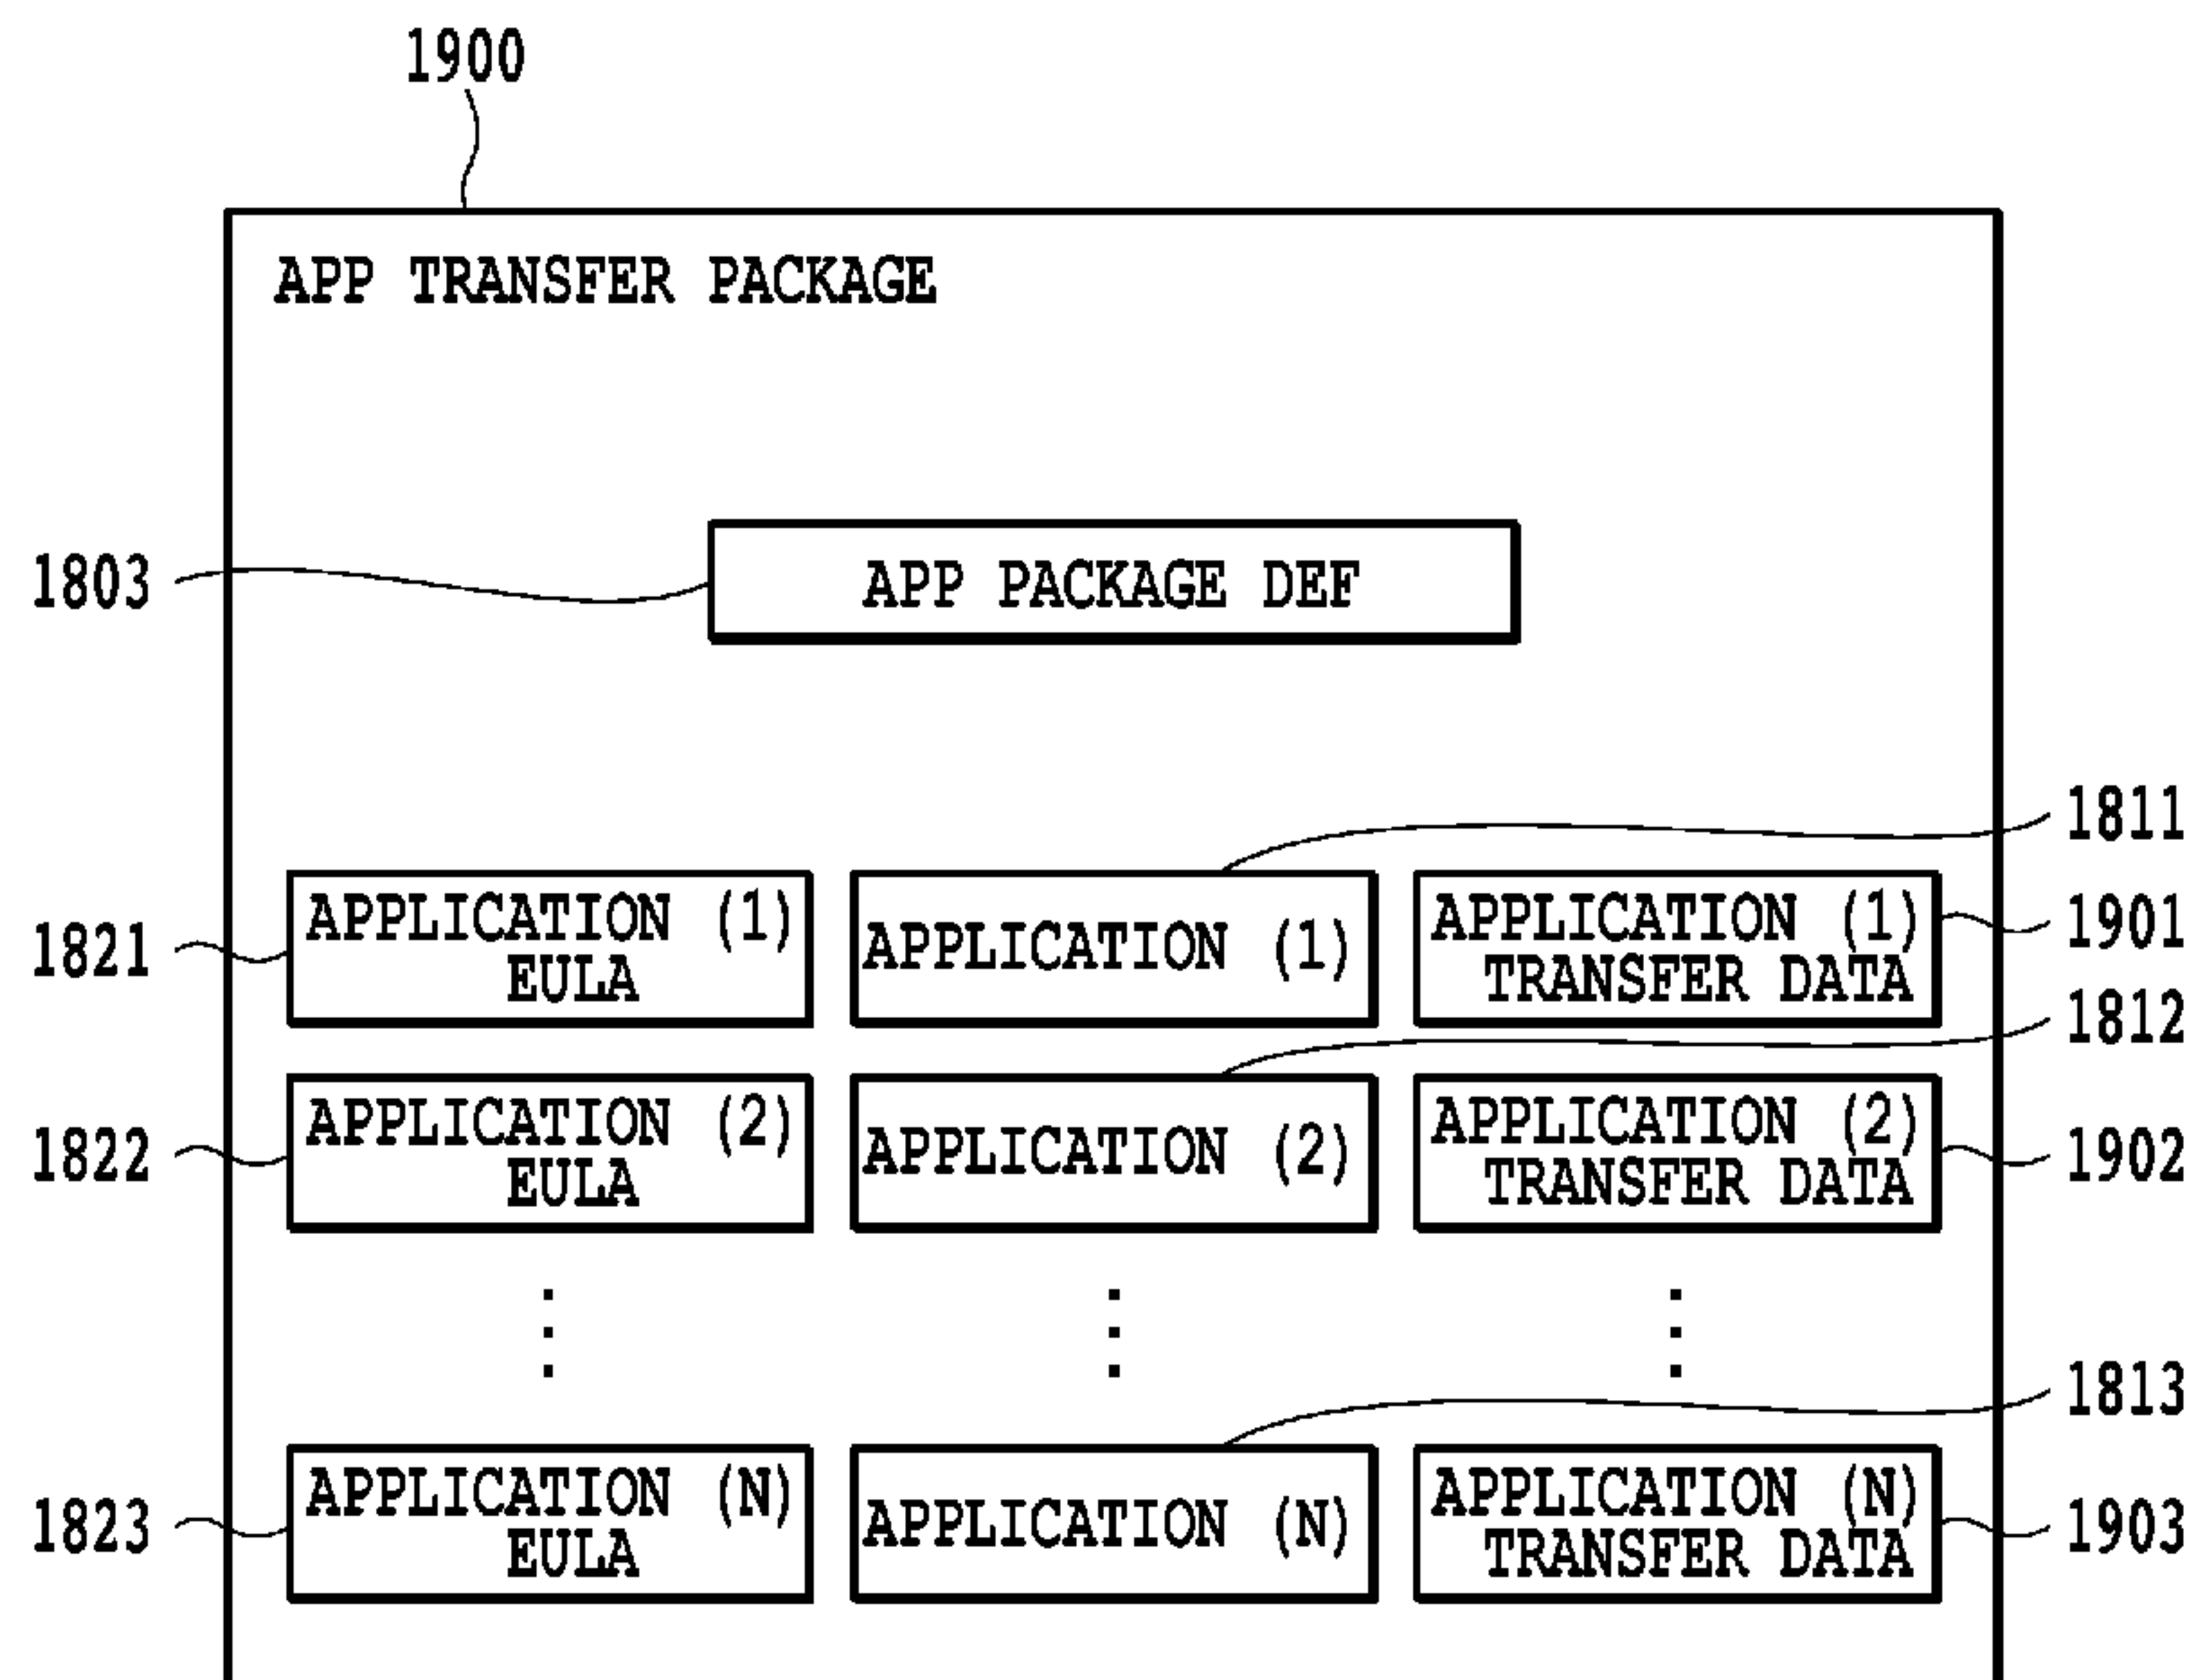 1900
APP TRANSFER PACKAGE
1803
APP PACKAGE DEF
1811
1821
APPLICATION (1)
EULA
APPLICATION (1)
APPLICATION (1)
TRANSFER DATA
1901
1812
1822
APPLICATION (2)
EULA
APPLICATION (2)
APPLICATION (2)
TRANSFER DATA
1902
1813
1823
APPLICATION (N)
EULA
APPLICATION (N)
APPLICATION (N)
TRANSFER DATA
1903